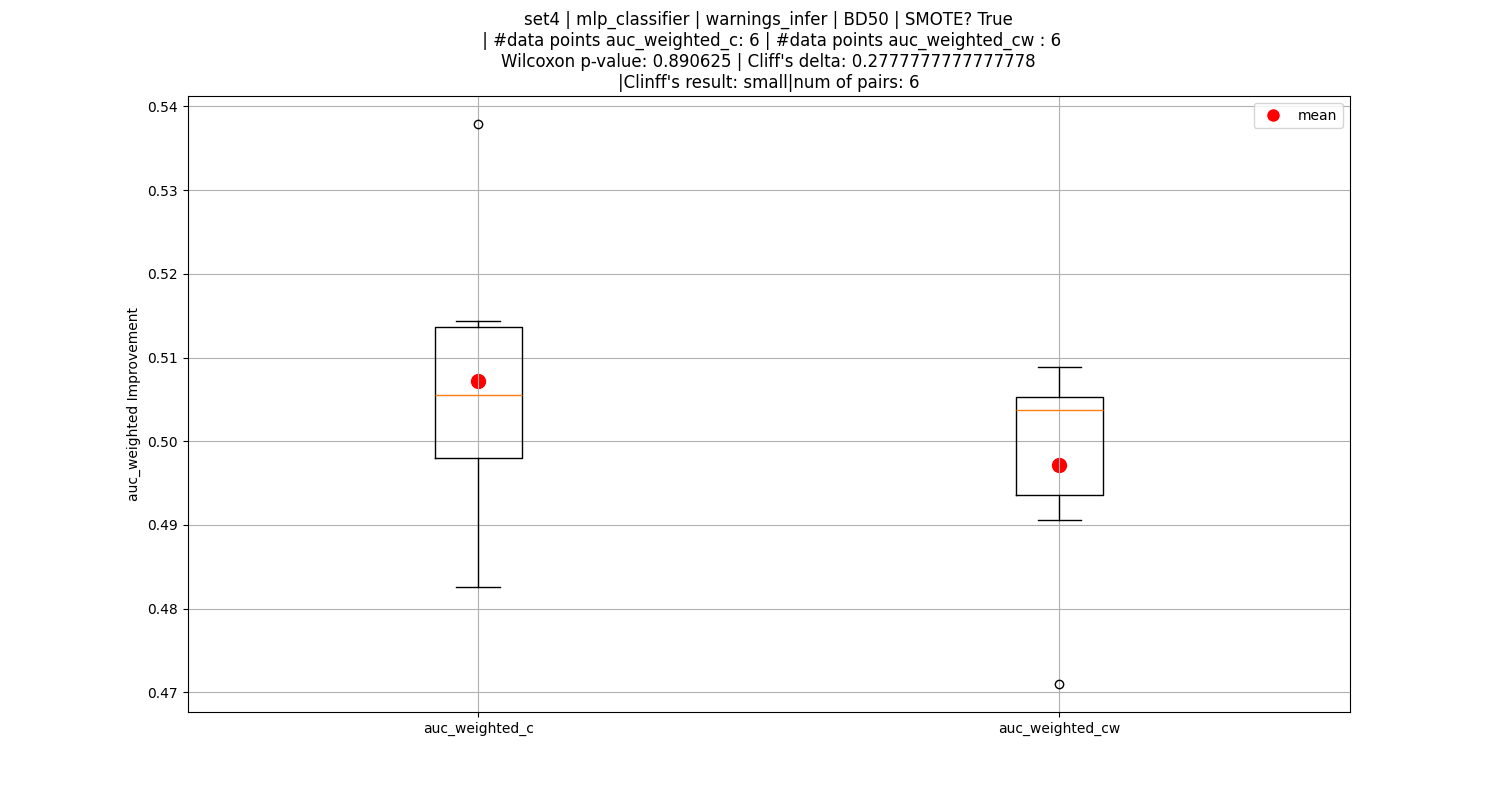 set4 | mlp_classifier | warnings_infer | BD50 | SMOTE? True
| #data points auc_weighted_c: 6 | #data points auc_weighted_cw : 6
Wilcoxon p-value: 0.890625 | Cliff's delta: 0.2777777777777778
|Clinff's result: small|num of pairs: 6
mean
auc_weighted Improvement
0.54
0.53
0.52
0.51
0.50
0.49
0.48
0.47
auc_weighted_c
auc_weighted_cw